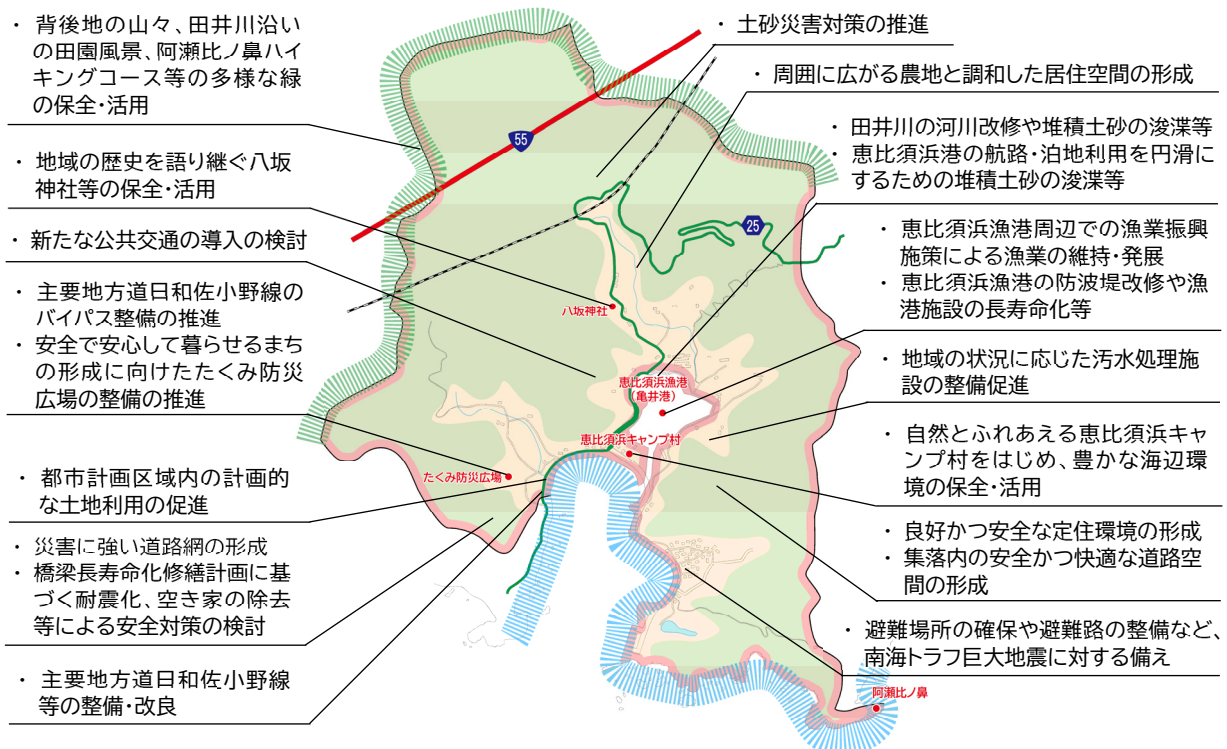 ・ 背後地の山々、田井川沿い
の田園風景、阿瀬比ノ鼻ハイ
キングコース等の多様な緑
の保全・活用
・ 地域の歴史を語り継ぐ八坂
神社等の保全・活用
・ 新たな公共交通の導入の検討
・ 主要地方道日和佐小野線の
バイパス整備の推進
・ 安全で安心して暮らせるまち
の形成に向けたたくみ防災
広場の整備の推進
・ 都市計画区域内の計画的
な土地利用の促進
・ 災害に強い道路網の形成
・ 橋梁長寿命化修繕計画に基
づく耐震化、空き家の除去
等による安全対策の検討
・ 主要地方道日和佐小野線
等の整備・改良
55
25
八坂神社
恵比須浜漁港
（亀井港）
恵比須浜キャンプ村
たくみ防災広場
阿瀬比ノ鼻
・ 土砂災害対策の推進
・ 周囲に広がる農地と調和した居住空間の形成
・ 田井川の河川改修や堆積土砂の浚渫等
・ 恵比須浜港の航路・泊地利用を円滑に
するための堆積土砂の浚渫等
・ 恵比須浜漁港周辺での漁業振興
施策による漁業の維持・発展
・ 恵比須浜漁港の防波堤改修や漁
港施設の長寿命化等
・ 地域の状況に応じた汚水処理施
設の整備促進
・ 自然とふれあえる恵比須浜キャ
ンプ村をはじめ、豊かな海辺環
境の保全・活用
・ 良好かつ安全な定住環境の形成
・ 集落内の安全かつ快適な道路空
間の形成
・ 避難場所の確保や避難路の整備など、
南海トラフ巨大地震に対する備え